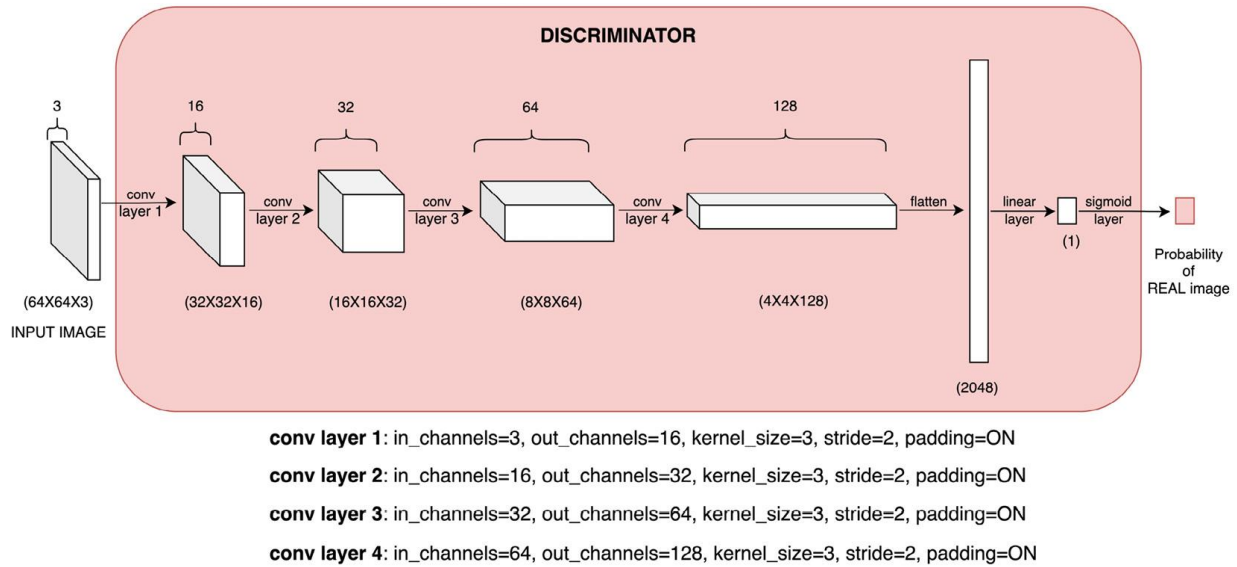 DISCRIMINATOR
3
16
32
64
128
conv
layer 1
conv
layer 2
conv
layer 3
conv
layer 4
flatten
linear
layer
sigmoid
layer
(1)
Probability
of
REAL image
(64X64X3)
(32X32X16)
(16X16X32)
(8X8X64)
(4X4X128)
INPUT IMAGE
(2048)
conv layer 1: in_channels=3, out_channels=16, kernel_size=3, stride=2, padding=ON
conv layer 2: in_channels=16, out_channels=32, kernel_size=3, stride=2, padding=ON
conv layer 3: in_channels=32, out_channels=64, kernel_size=3, stride=2, padding=ON
conv layer 4: in_channels=64, out_channels=128, kernel_size=3, stride=2, padding=ON